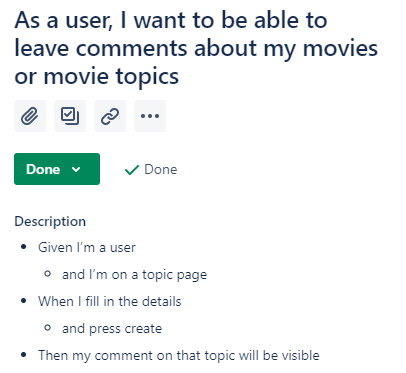 As a user, I want to be able to
leave comments about my movies
or movie topics
Done
Done
Description
Given I'm a user
and I'm on a topic page
When I fill in the details
and press create
Then my comment on that topic will be visible